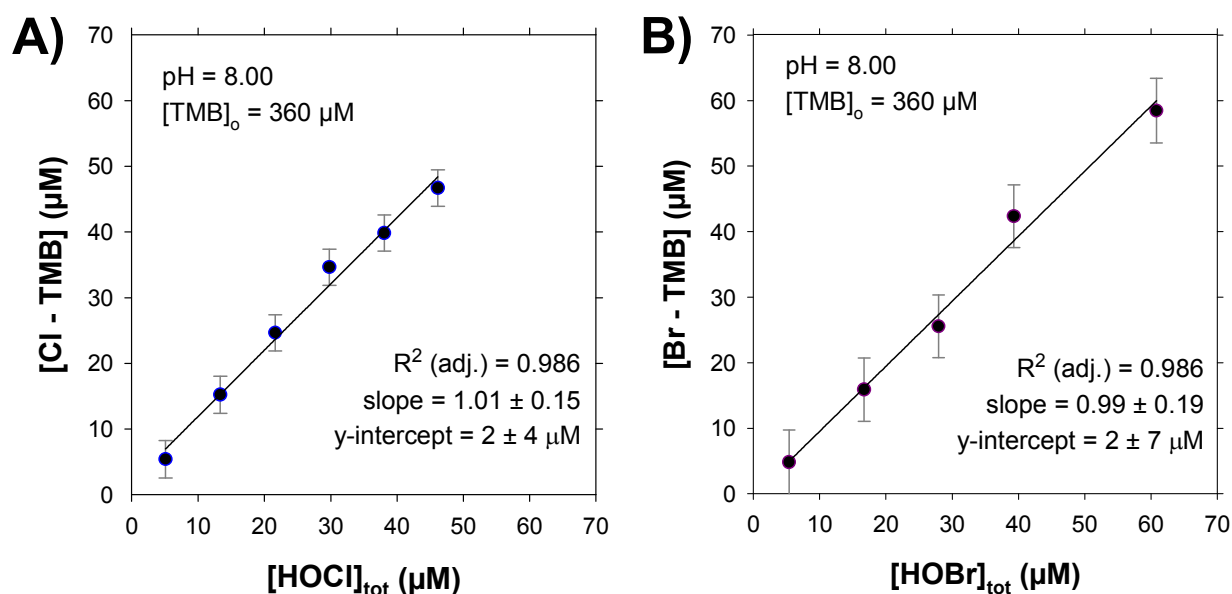 A)
70
60
50
40
30
20
10
0
[Cl - TMB] (µM)
pH = 8.00
[TMB]o = 360 µM
R² (adj.) = 0.986
slope = 1.01 ± 0.15
y-intercept = 2 ± 4 µM
0 10 20 30 40 50 60 70
[HOCl]tot (µM)
B)
70
60
50
40
30
20
10
0
[Br - TMB] (µM)
pH = 8.00
[TMB]o = 360 µM
R² (adj.) = 0.986
slope = 0.99 ± 0.19
y-intercept = 2 ± 7 µM
0 10 20 30 40 50 60 70
[HOBr]tot (µM)